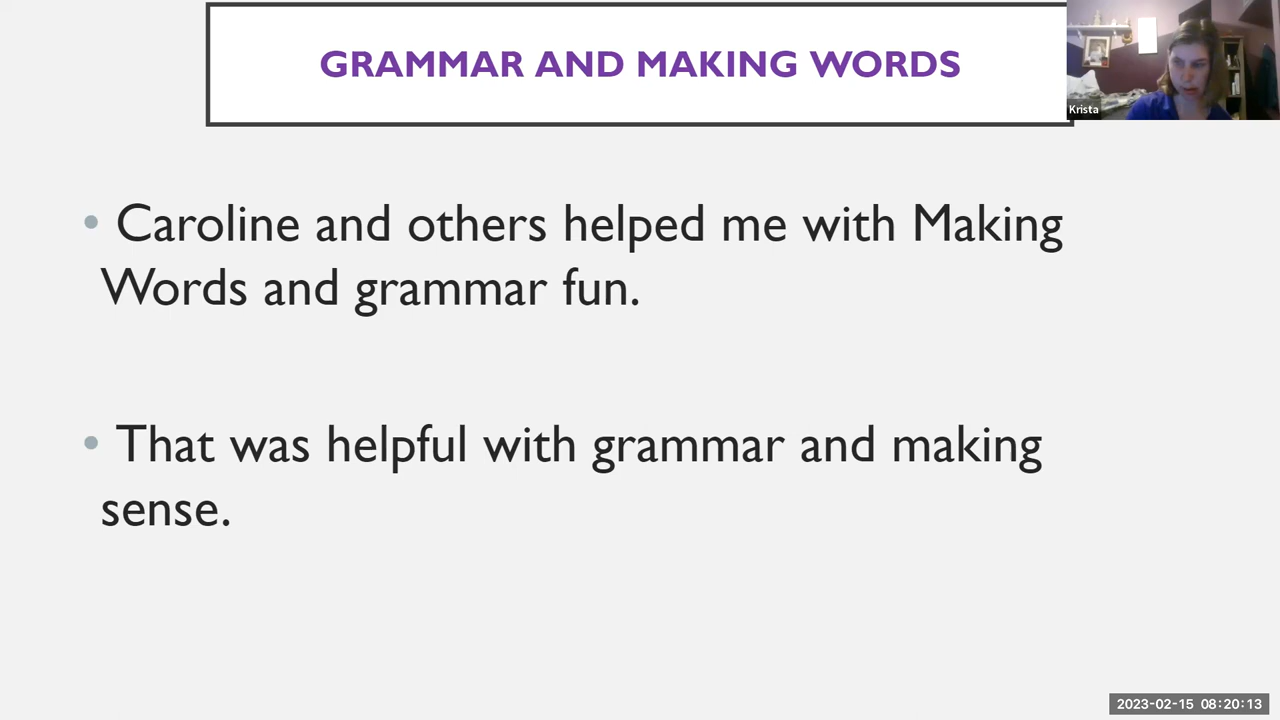 GRAMMAR AND MAKING WORDS
Krista
• Caroline and others helped me with Making
Words and grammar fun.
• That was helpful with grammar and making
sense.
2023-02-15 08:20:13